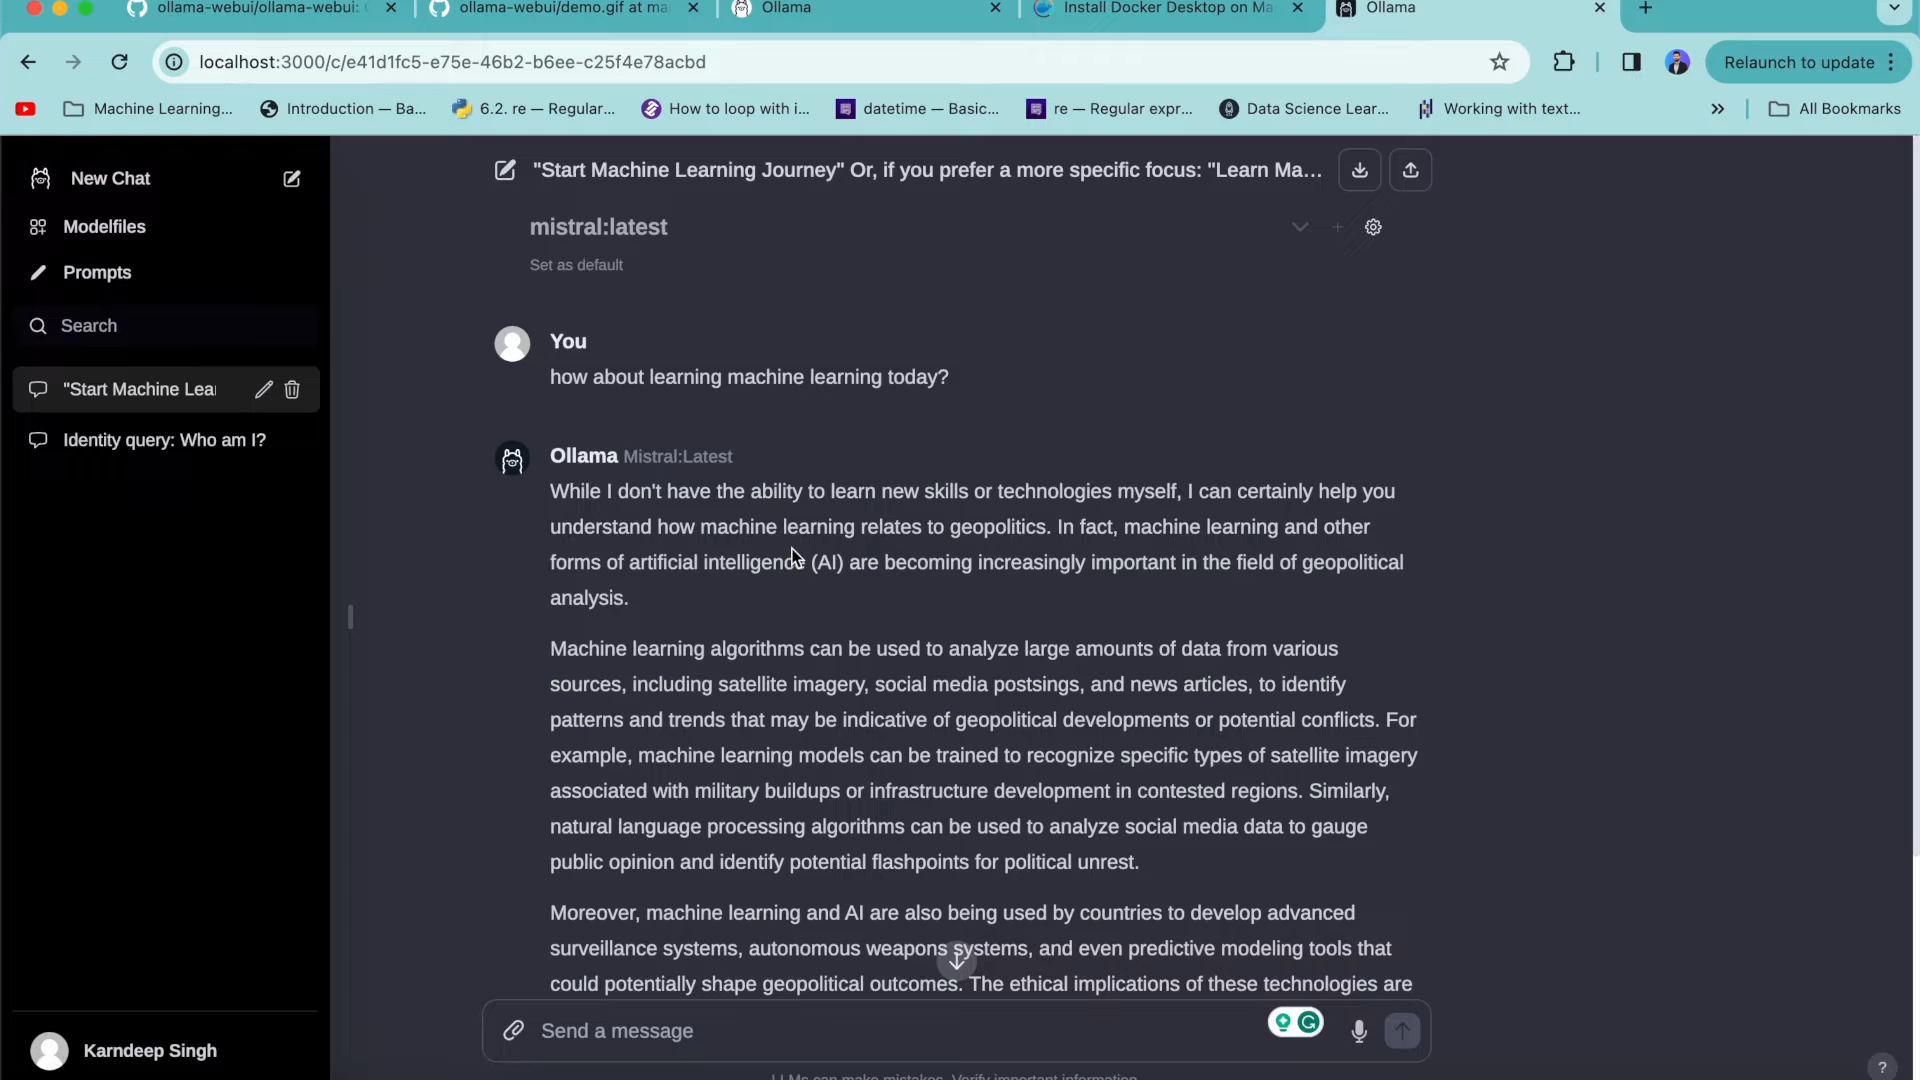 ollama-webui/ollama-webui:
ollama-webui/demo.gif at ma
Ollama
Install Docker Desktop on Ma
Ollama
localhost:3000/c/e41d1fc5-e75e-46b2-b6ee-c25f4e78acbd
Relaunch to update
Machine Learning...
Introduction — Ba...
6.2. re — Regular...
How to loop with i...
datetime — Basic...
re — Regular expr...
Data Science Lear...
Working with text...
All Bookmarks
New Chat
Modelfiles
Prompts
Search
"Start Machine Lear
Identity query: Who am I?
Karndeep Singh
"Start Machine Learning Journey" Or, if you prefer a more specific focus: "Learn Ma...
mistral:latest
Set as default
You
how about learning machine learning today?
Ollama Mistral:Latest
While I don't have the ability to learn new skills or technologies myself, I can certainly help you
understand how machine learning relates to geopolitics. In fact, machine learning and other
forms of artificial intelligence (AI) are becoming increasingly important in the field of geopolitical
analysis.
Machine learning algorithms can be used to analyze large amounts of data from various
sources, including satellite imagery, social media postsings, and news articles, to identify
patterns and trends that may be indicative of geopolitical developments or potential conflicts. For
example, machine learning models can be trained to recognize specific types of satellite imagery
associated with military buildups or infrastructure development in contested regions. Similarly,
natural language processing algorithms can be used to analyze social media data to gauge
public opinion and identify potential flashpoints for political unrest.
Moreover, machine learning and AI are also being used by countries to develop advanced
surveillance systems, autonomous weapons systems, and even predictive modeling tools that
could potentially shape geopolitical outcomes. The ethical implications of these technologies are
Send a message
LLMs can make mistakes. Verify important information.
?